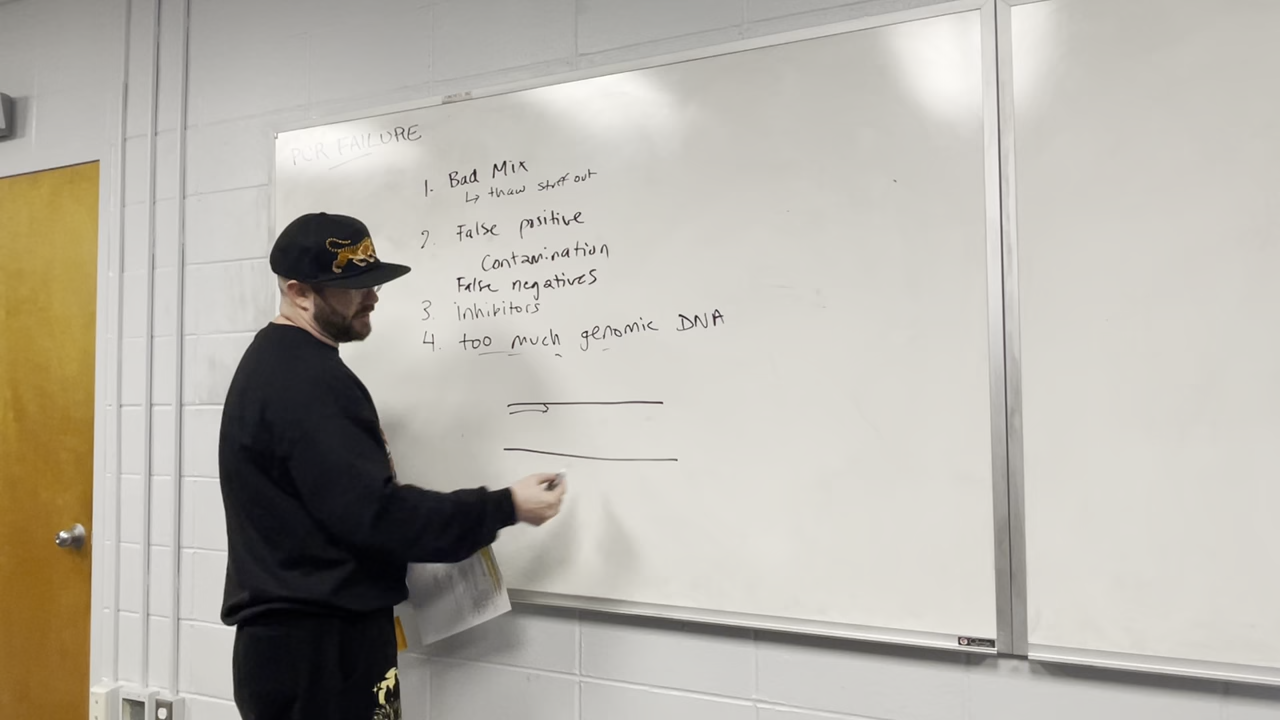 PCR FAILURE
1. Bad Mix
↳ thaw stuff out
2. False positive
Contamination
False negatives
3. inhibitors
4. too much genomic DNA